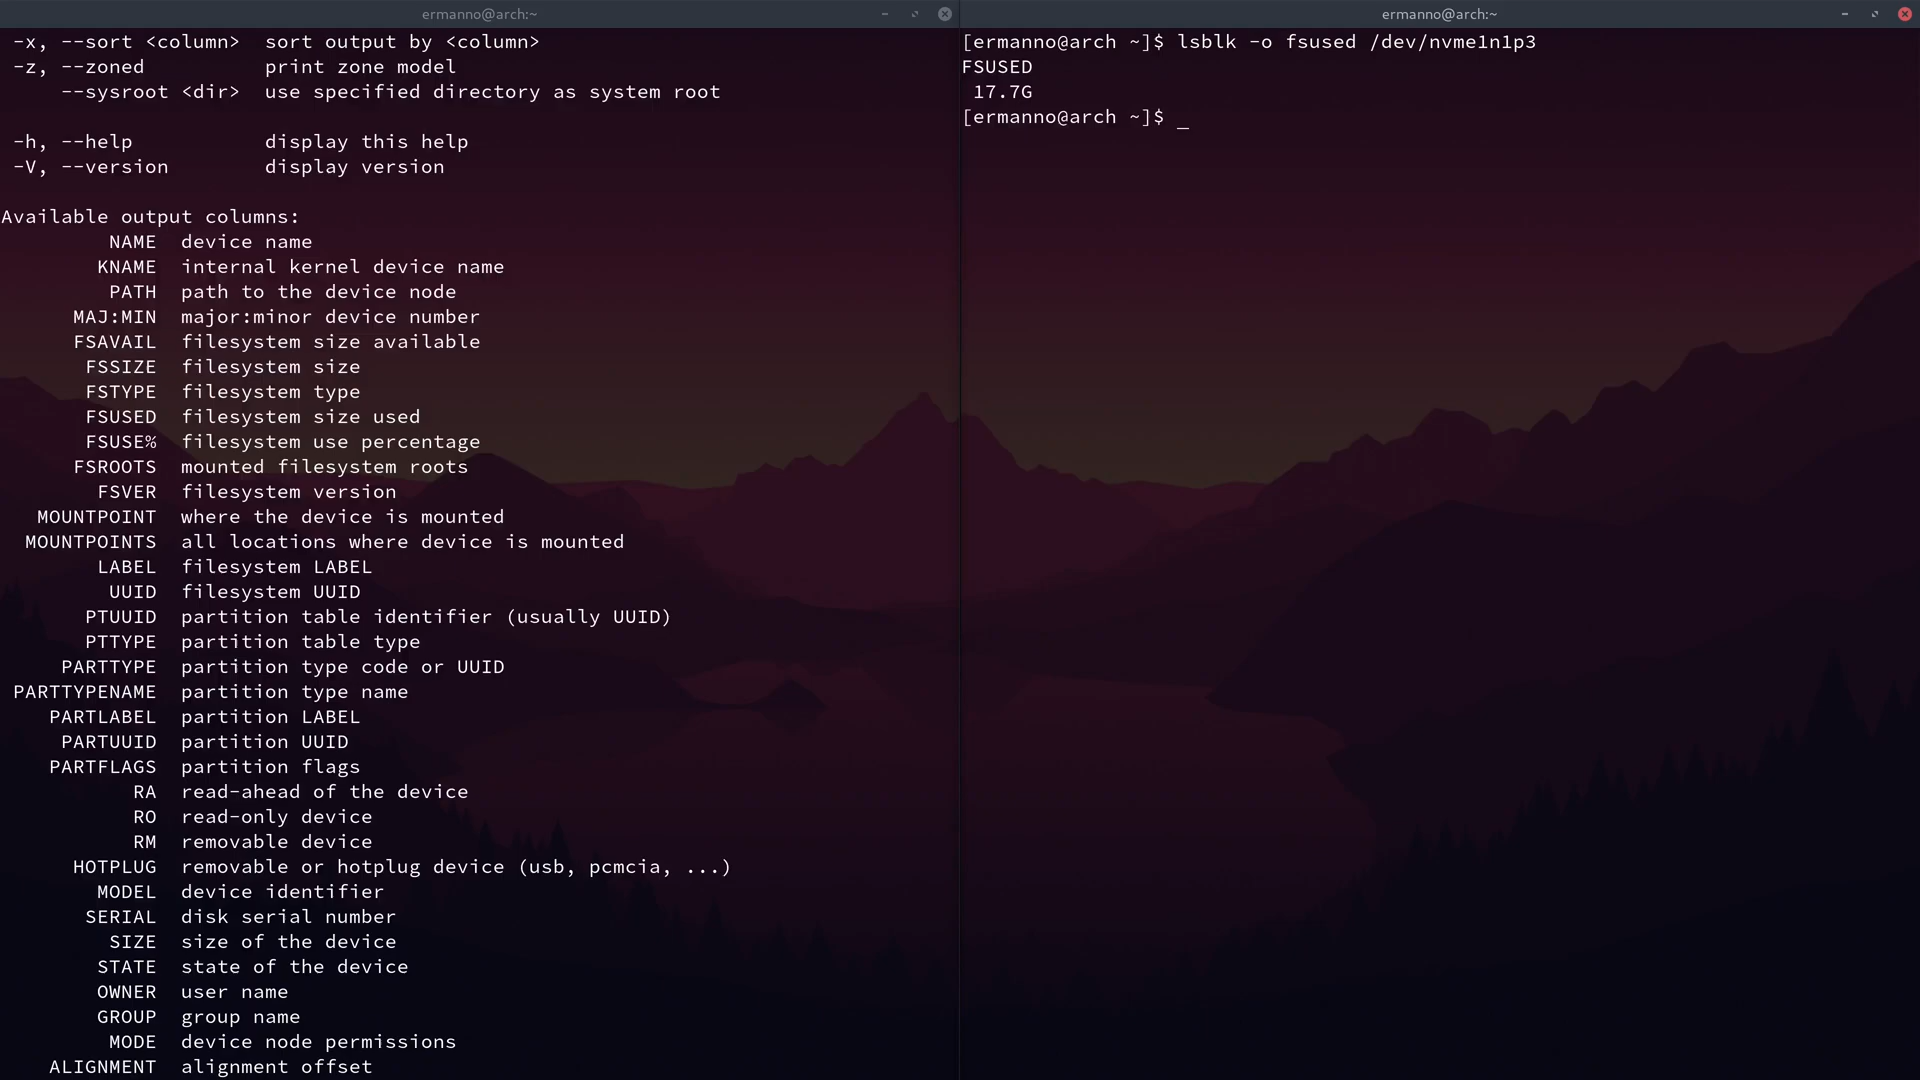 ermanno@arch:~
-x, --sort <column>  sort output by <column>
-z, --zoned          print zone model
    --sysroot <dir>  use specified directory as system root
-h, --help           display this help
-V, --version        display version
Available output columns:
NAME  device name
KNAME  internal kernel device name
PATH  path to the device node
MAJ:MIN  major:minor device number
FSAVAIL  filesystem size available
FSSIZE  filesystem size
FSTYPE  filesystem type
FSUSED  filesystem size used
FSUSE%  filesystem use percentage
FSROOTS  mounted filesystem roots
FSVER  filesystem version
MOUNTPOINT  where the device is mounted
MOUNTPOINTS  all locations where device is mounted
LABEL  filesystem LABEL
UUID  filesystem UUID
PTUUID  partition table identifier (usually UUID)
PTTYPE  partition table type
PARTTYPE  partition type code or UUID
PARTTYPENAME  partition type name
PARTLABEL  partition LABEL
PARTUUID  partition UUID
PARTFLAGS  partition flags
RA  read-ahead of the device
RO  read-only device
RM  removable device
HOTPLUG  removable or hotplug device (usb, pcmcia, ...)
MODEL  device identifier
SERIAL  disk serial number
SIZE  size of the device
STATE  state of the device
OWNER  user name
GROUP  group name
MODE  device node permissions
ALIGNMENT  alignment offset
ermanno@arch:~
[ermanno@arch ~]$ lsblk -o fsused /dev/nvme1n1p3
FSUSED
 17.7G
[ermanno@arch ~]$ _